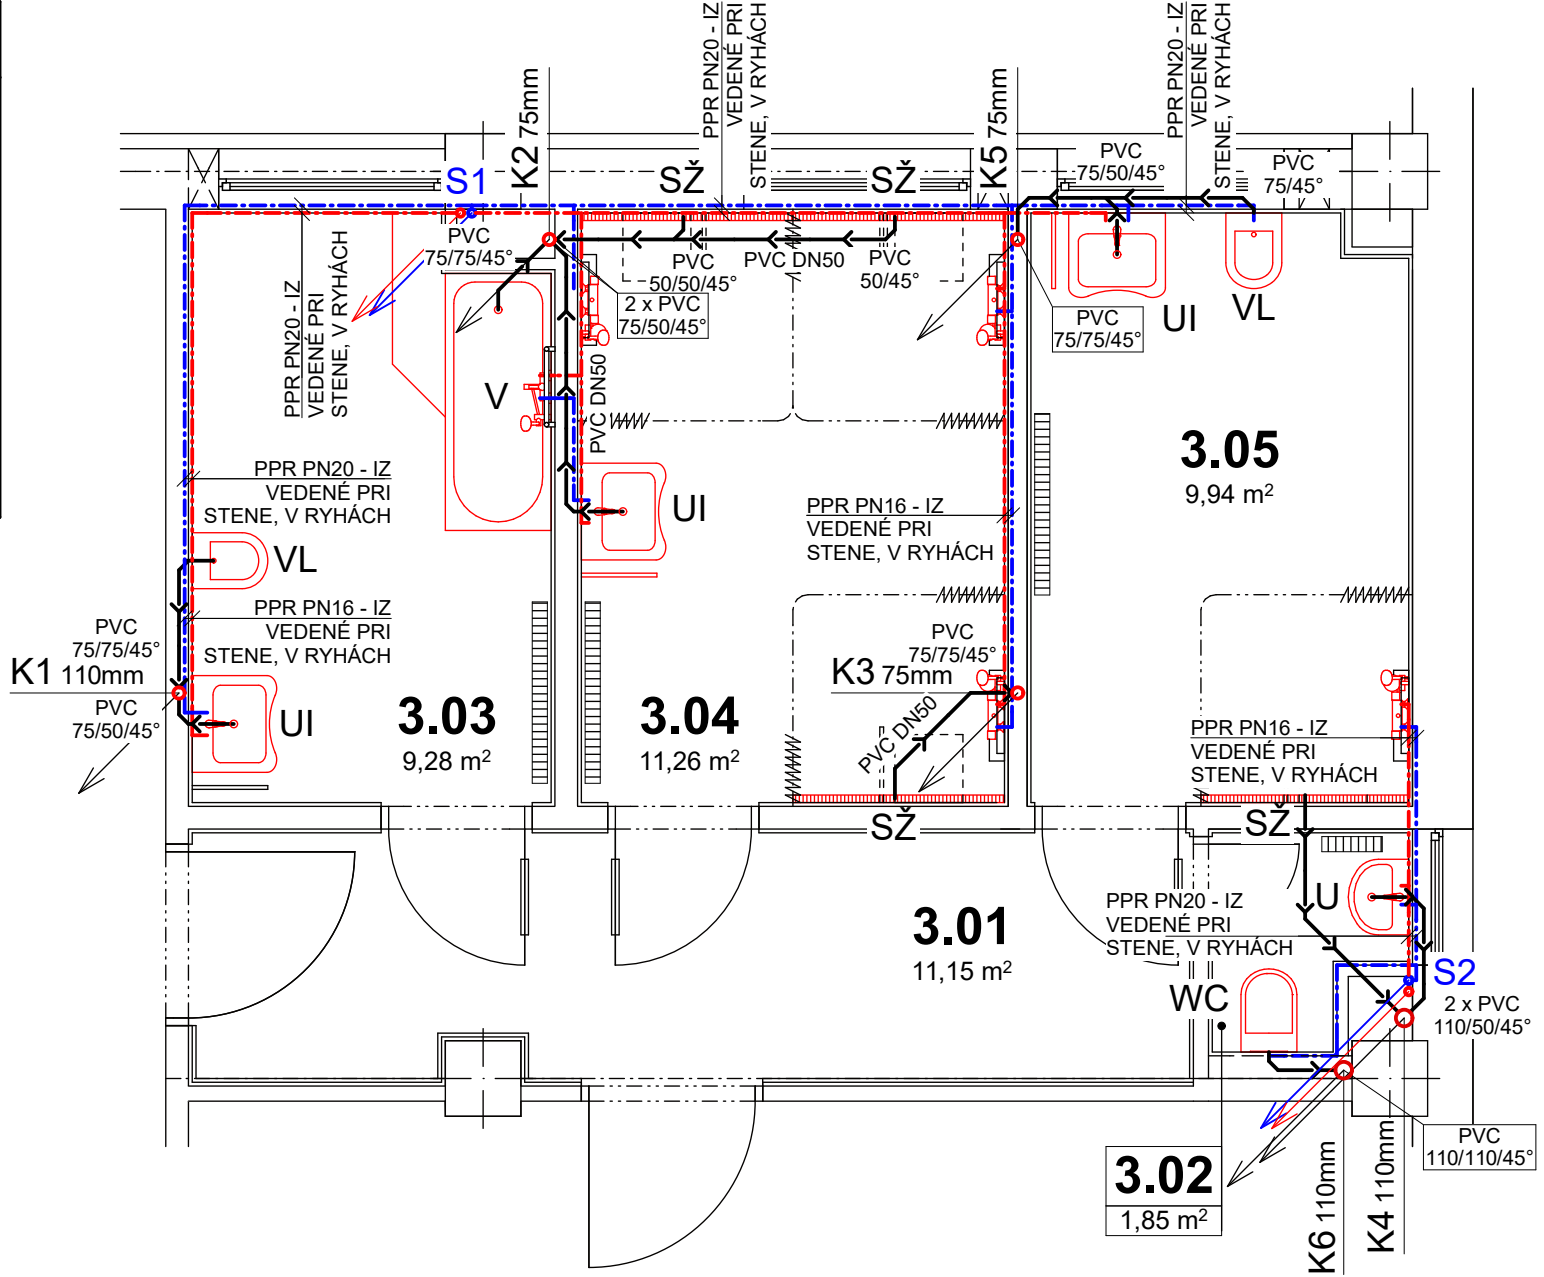 PPR PN20 - IZ
VEDENÉ PRI
STENE, V RYHÁCH
PPR PN20 - IZ
VEDENÉ PRI
STENE, V RYHÁCH
K2 75mm
K5 75mm
S1
SŽ
SŽ
PVC
75/50/45°
PVC
75/45°
PVC
75/75/45°
PVC
50/50/45°
PVC DN50
PVC
50/45°
2 x PVC
75/50/45°
PVC
75/75/45°
UI
VL
PPR PN20 - IZ
VEDENÉ PRI
STENE, V RYHÁCH
V
PVC DN50
3.05
9,94 m²
PPR PN20 - IZ
VEDENÉ PRI
STENE, V RYHÁCH
UI
PPR PN16 - IZ
VEDENÉ PRI
STENE, V RYHÁCH
VL
PPR PN16 - IZ
VEDENÉ PRI
STENE, V RYHÁCH
PVC
75/75/45°
K1 110mm
PVC
75/50/45°
UI
3.03
9,28 m²
3.04
11,26 m²
PVC
75/75/45°
K3 75mm
PVC DN50
PPR PN16 - IZ
VEDENÉ PRI
STENE, V RYHÁCH
SŽ
SŽ
U
PPR PN20 - IZ
VEDENÉ PRI
STENE, V RYHÁCH
3.01
11,15 m²
S2
WC
2 x PVC
110/50/45°
3.02
1,85 m²
K6 110mm
K4 110mm
PVC
110/110/45°